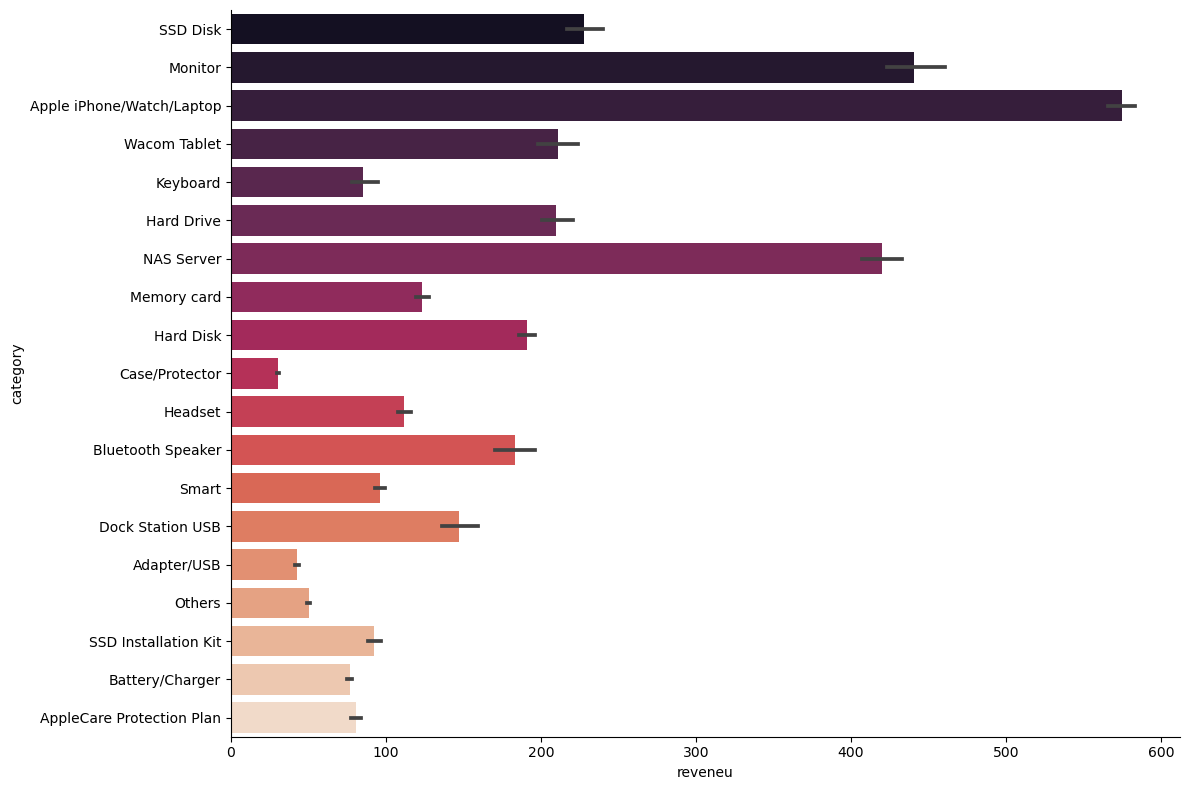 SSD Disk
Monitor
Apple iPhone/Watch/Laptop
Wacom Tablet
Keyboard
Hard Drive
NAS Server
Memory card
Hard Disk
Case/Protector
Headset
Bluetooth Speaker
Smart
Dock Station USB
Adapter/USB
Others
SSD Installation Kit
Battery/Charger
AppleCare Protection Plan
category
0 100 200 300 400 500 600
reveneu